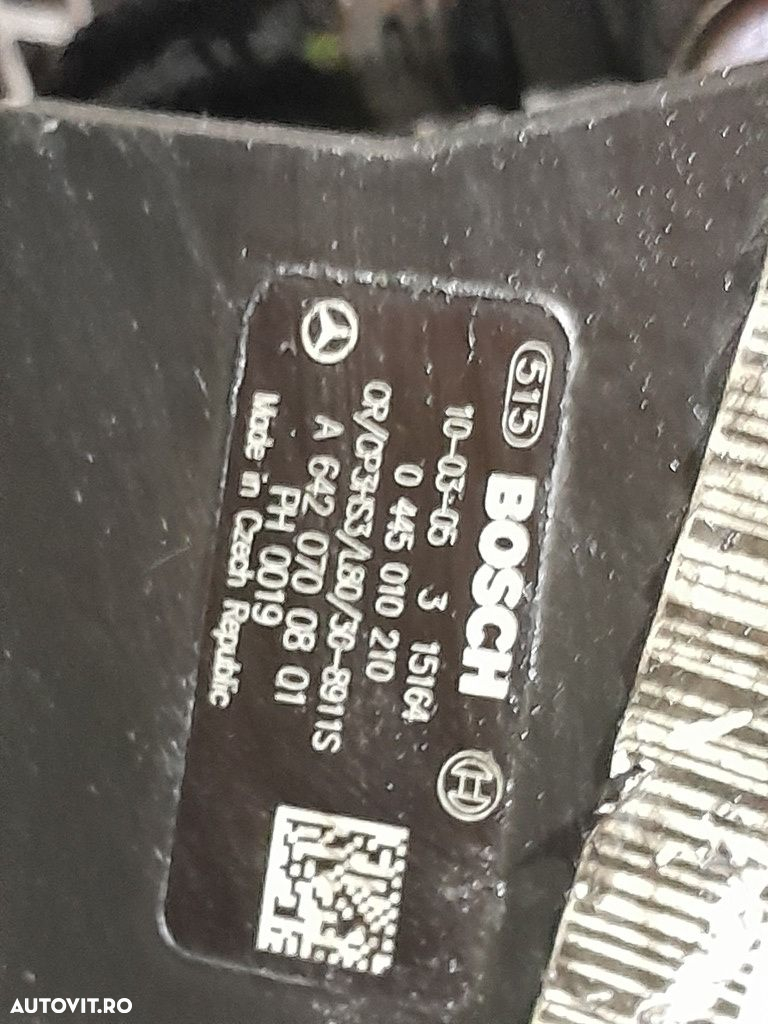 515 BOSCH
10-03-05 3 15164
0 445 010 210
CR/CP3HS3/L80/30-8911S
A 642 070 08 01
PH 0019
Made in Czech Republic
AUTOVIT.RO